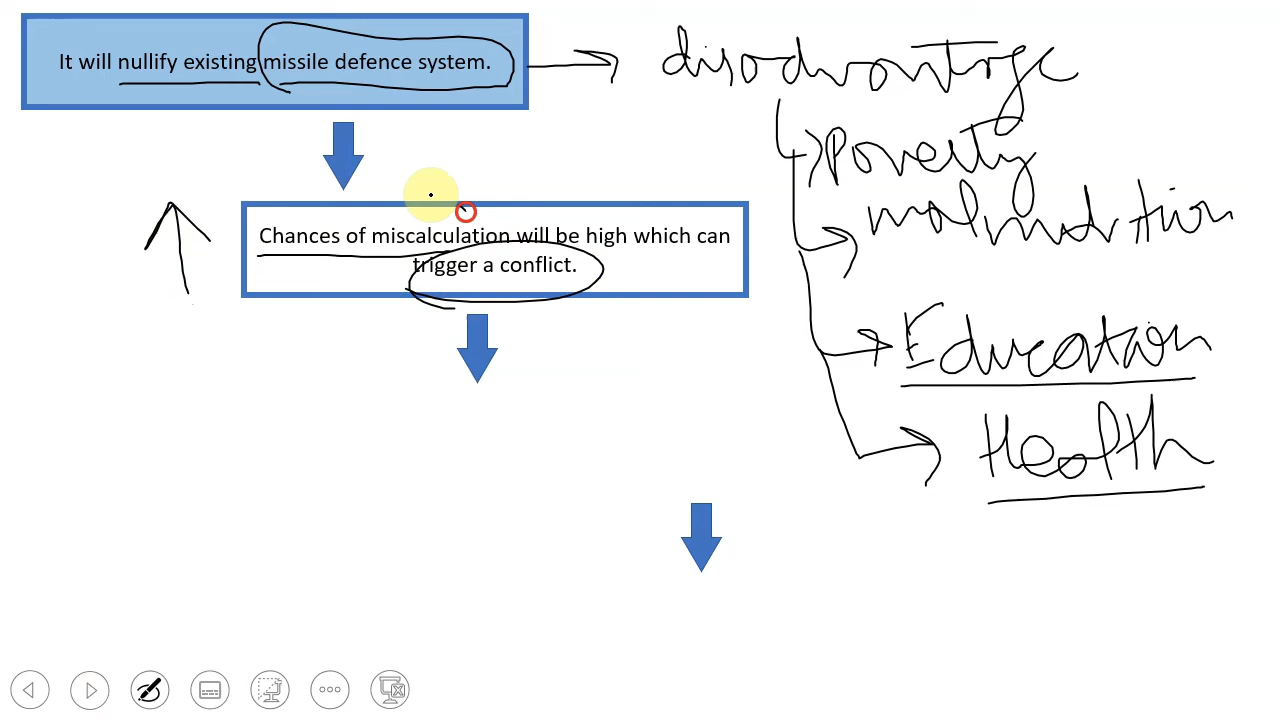 It will nullify existing missile defence system.
disadvantage
Poverty
malnutrition
Chances of miscalculation will be high which can
trigger a conflict.
Education
Health